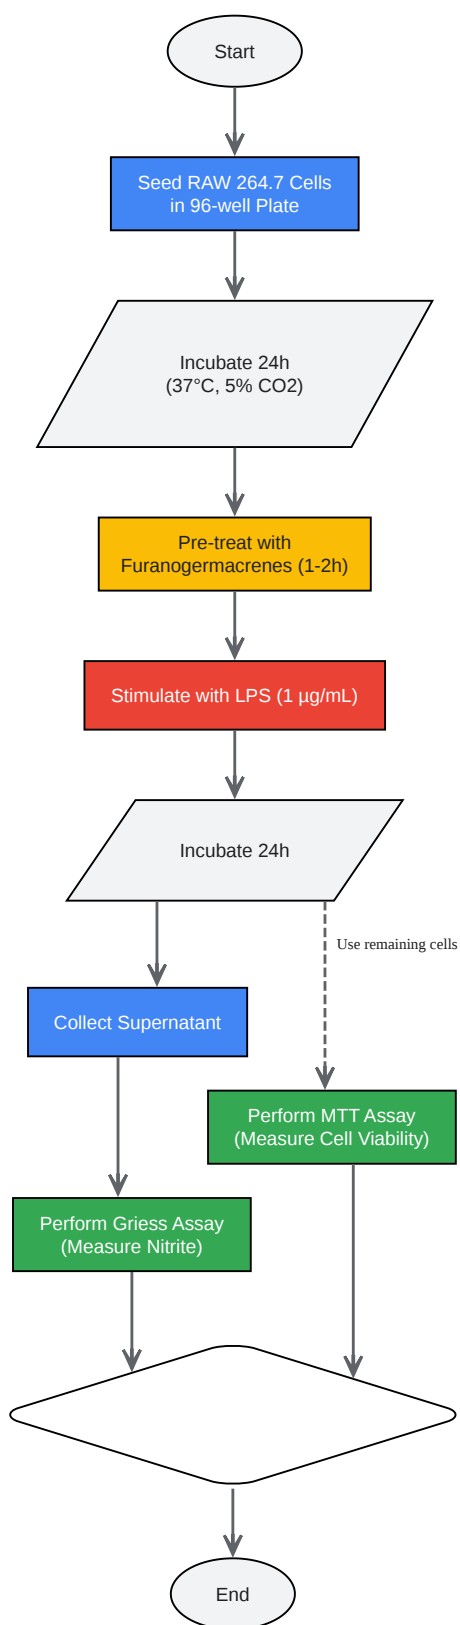 Start
Seed RAW 264.7 Cells
in 96-well Plate
Incubate 24h
(37°C, 5% CO2)
Pre-treat with
Furanogermacrenes (1-2h)
Stimulate with LPS (1 µg/mL)
Incubate 24h
Use remaining cells
Collect Supernatant
Perform MTT Assay
(Measure Cell Viability)
Perform Griess Assay
(Measure Nitrite)
End